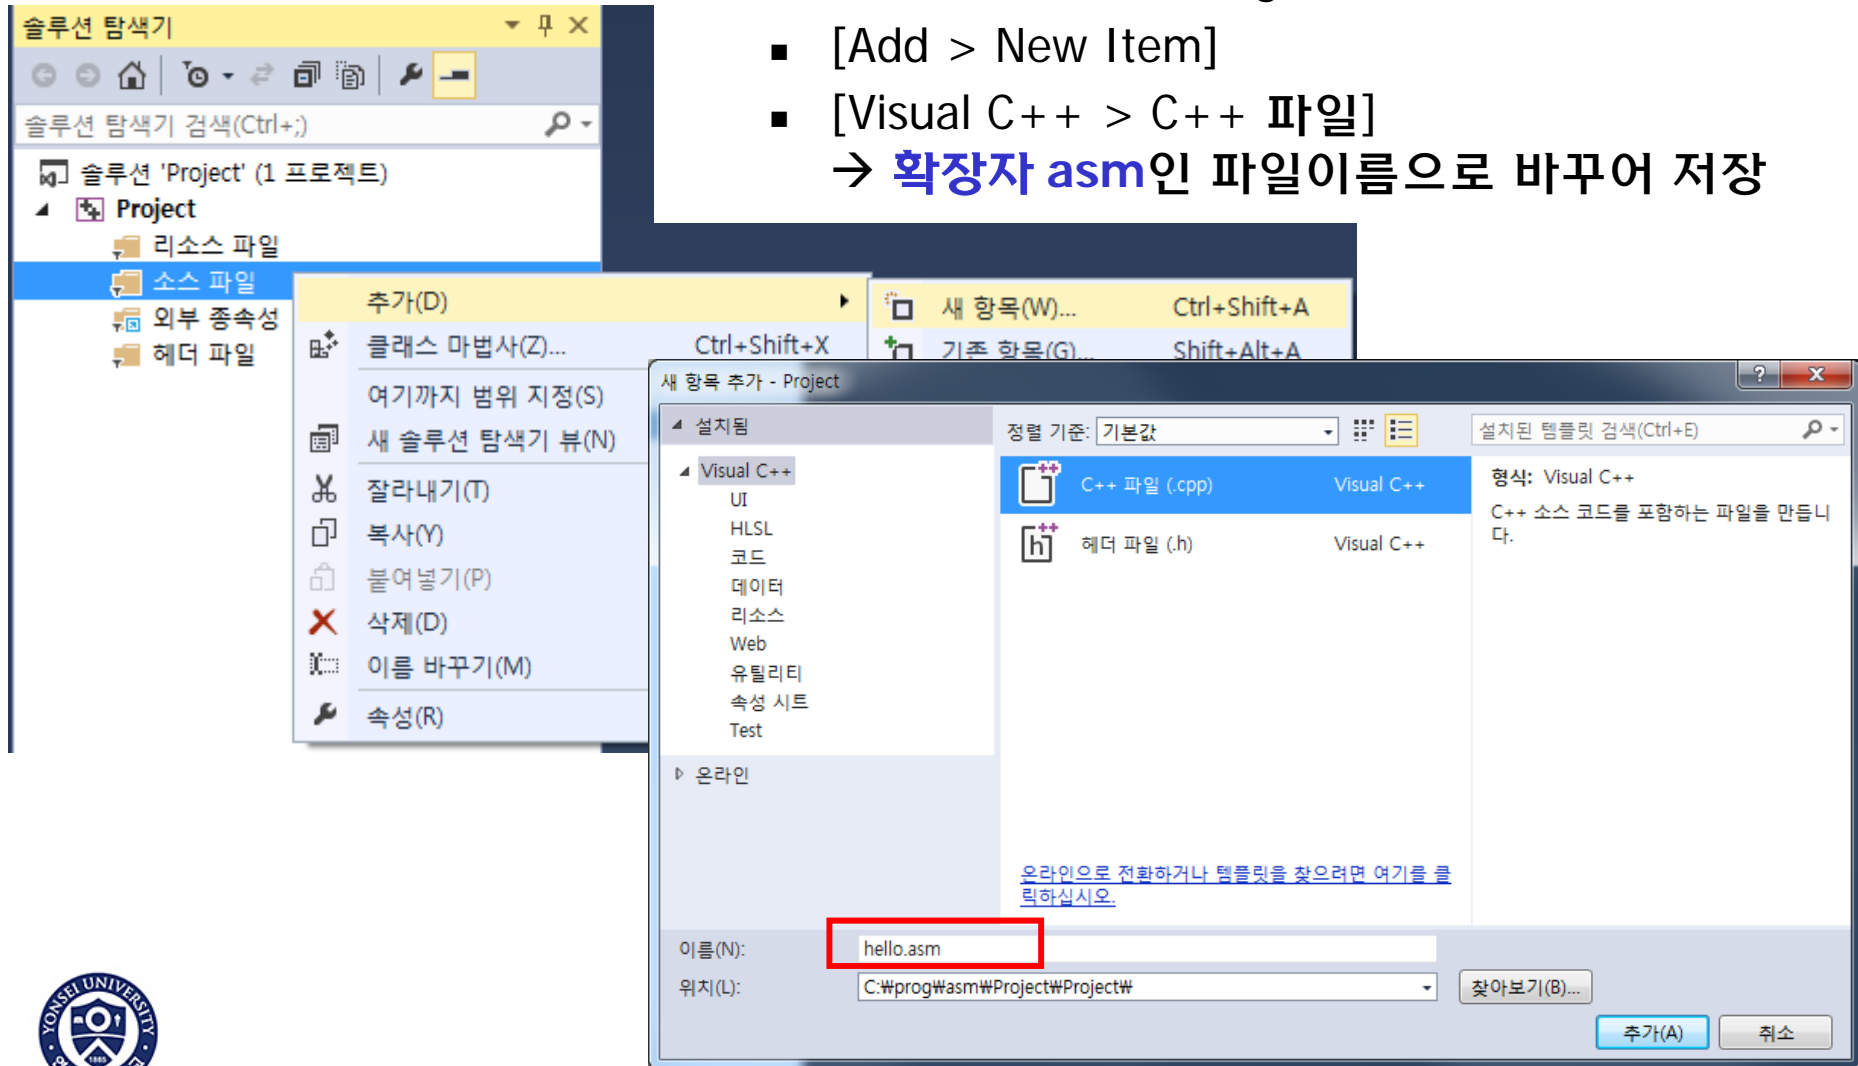 ■ [Add > New Item]
■ [Visual C++ > C++ 파일]
→ 확장자 asm인 파일이름으로 바꾸어 저장
솔루션 탐색기
솔루션 탐색기 검색(Ctrl+;)
솔루션 'Project' (1 프로젝트)
Project
리소스 파일
소스 파일
외부 종속성
헤더 파일
추가(D)
클래스 마법사(Z)... Ctrl+Shift+X
여기까지 범위 지정(S)
새 솔루션 탐색기 뷰(N)
잘라내기(T)
복사(Y)
붙여넣기(P)
삭제(D)
이름 바꾸기(M)
속성(R)
새 항목(W)... Ctrl+Shift+A
기존 항목(G)... Shift+Alt+A
새 항목 추가 - Project
설치됨
Visual C++
UI
HLSL
코드
데이터
리소스
Web
유틸리티
속성 시트
Test
온라인
정렬 기준: 기본값
C++ 파일 (.cpp) Visual C++
헤더 파일 (.h) Visual C++
온라인으로 전환하거나 템플릿을 찾으려면 여기를 클
릭하십시오.
설치된 템플릿 검색(Ctrl+E)
형식: Visual C++
C++ 소스 코드를 포함하는 파일을 만듭니
다.
이름(N): hello.asm
위치(L): C:₩prog₩asm₩Project₩Project₩
찾아보기(B)...
추가(A) 취소
YONSEI UNIVERSITY
1885